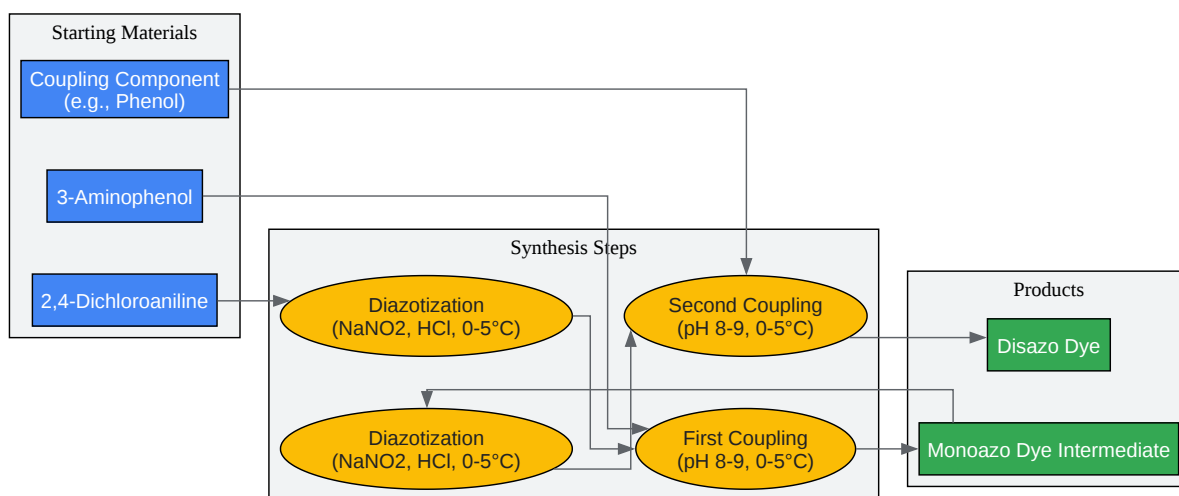 Starting Materials
Coupling Component
(e.g., Phenol)
3-Aminophenol
2,4-Dichloroaniline
Synthesis Steps
Diazotization
(NaNO2, HCl, 0-5°C)
Second Coupling
(pH 8-9, 0-5°C)
Diazotization
(NaNO2, HCl, 0-5°C)
First Coupling
(pH 8-9, 0-5°C)
Products
Disazo Dye
Monoazo Dye Intermediate